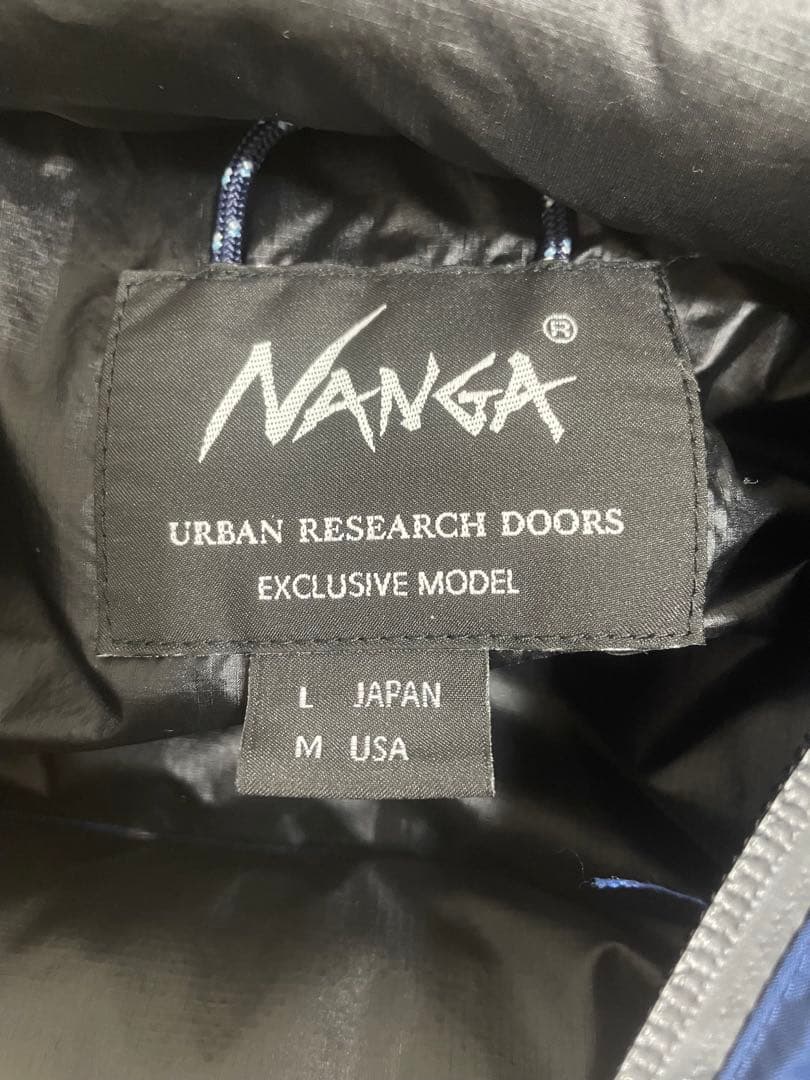 NANGA®
URBAN RESEARCH DOORS
EXCLUSIVE MODEL
L JAPAN
M USA